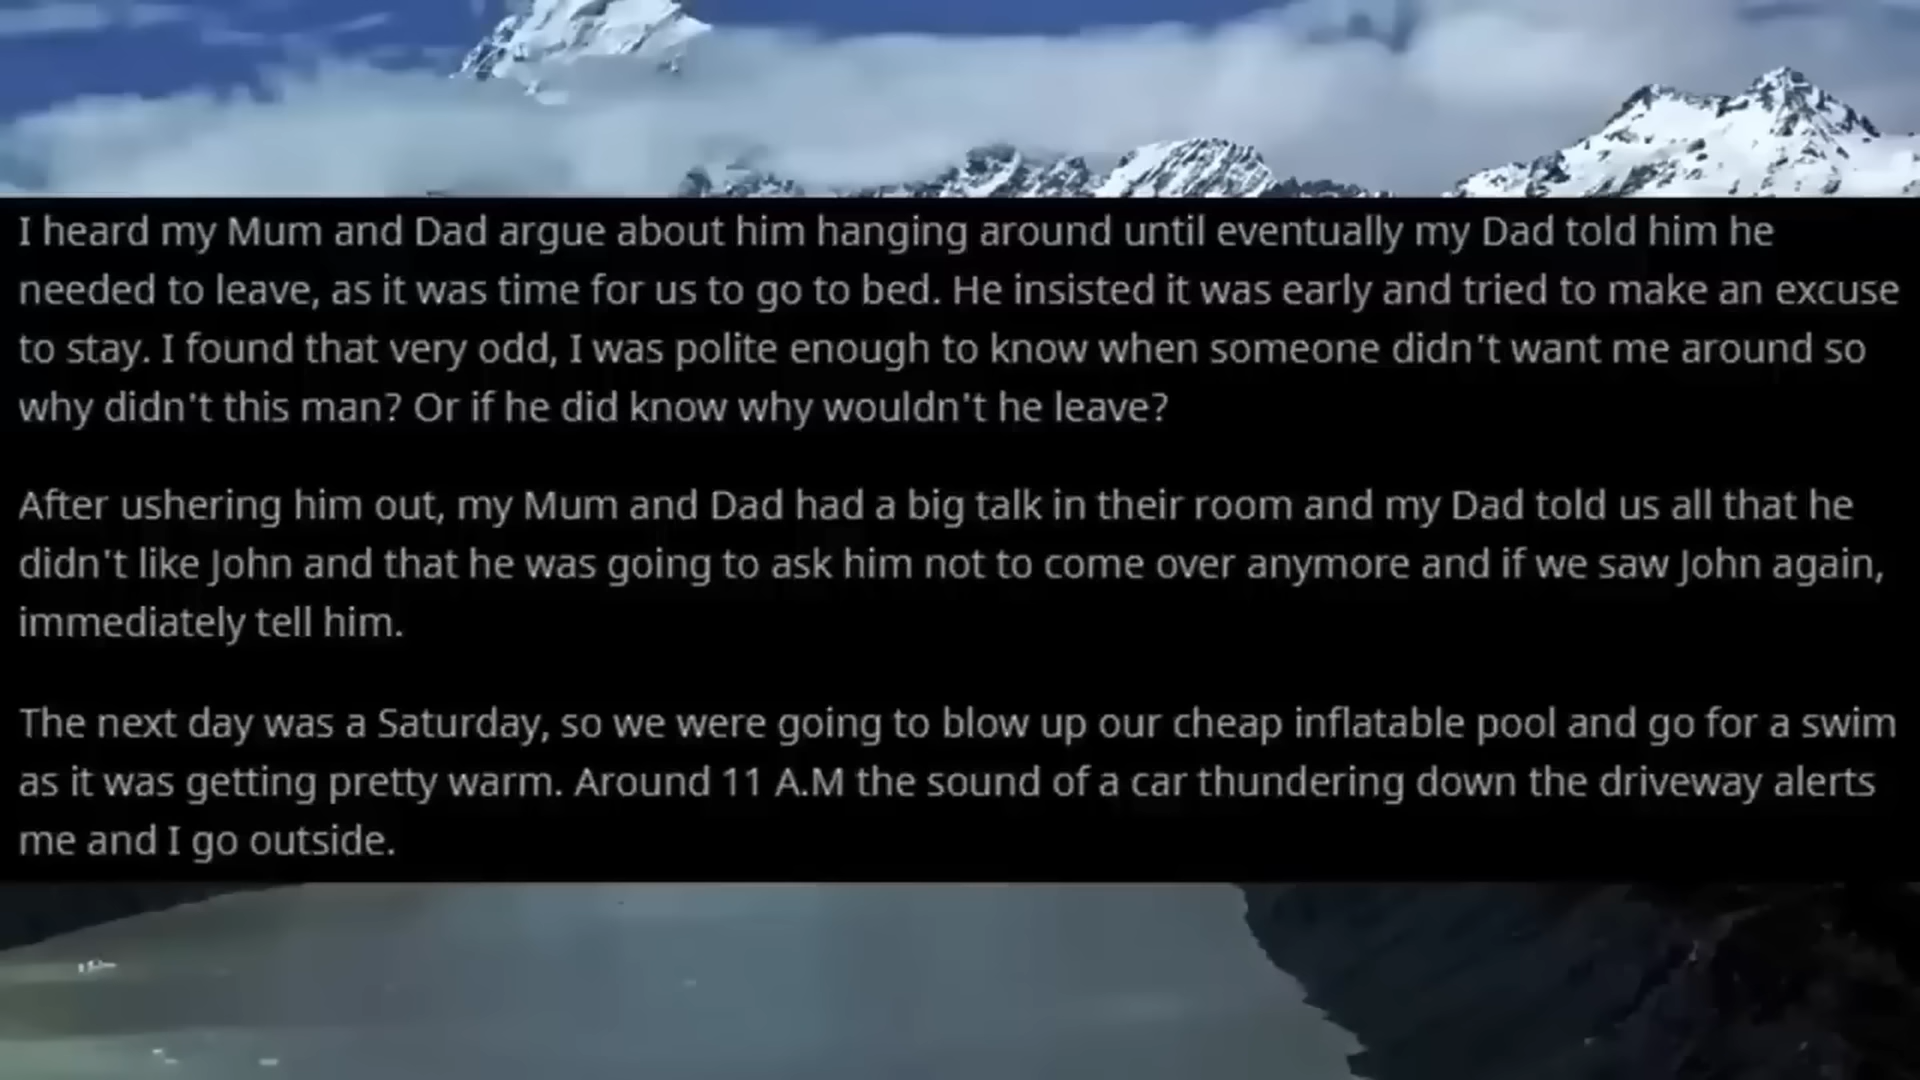 I heard my Mum and Dad argue about him hanging around until eventually my Dad told him he
needed to leave, as it was time for us to go to bed. He insisted it was early and tried to make an excuse
to stay. I found that very odd, I was polite enough to know when someone didn't want me around so
why didn't this man? Or if he did know why wouldn't he leave?
After ushering him out, my Mum and Dad had a big talk in their room and my Dad told us all that he
didn't like John and that he was going to ask him not to come over anymore and if we saw John again,
immediately tell him.
The next day was a Saturday, so we were going to blow up our cheap inflatable pool and go for a swim
as it was getting pretty warm. Around 11 A.M the sound of a car thundering down the driveway alerts
me and I go outside.